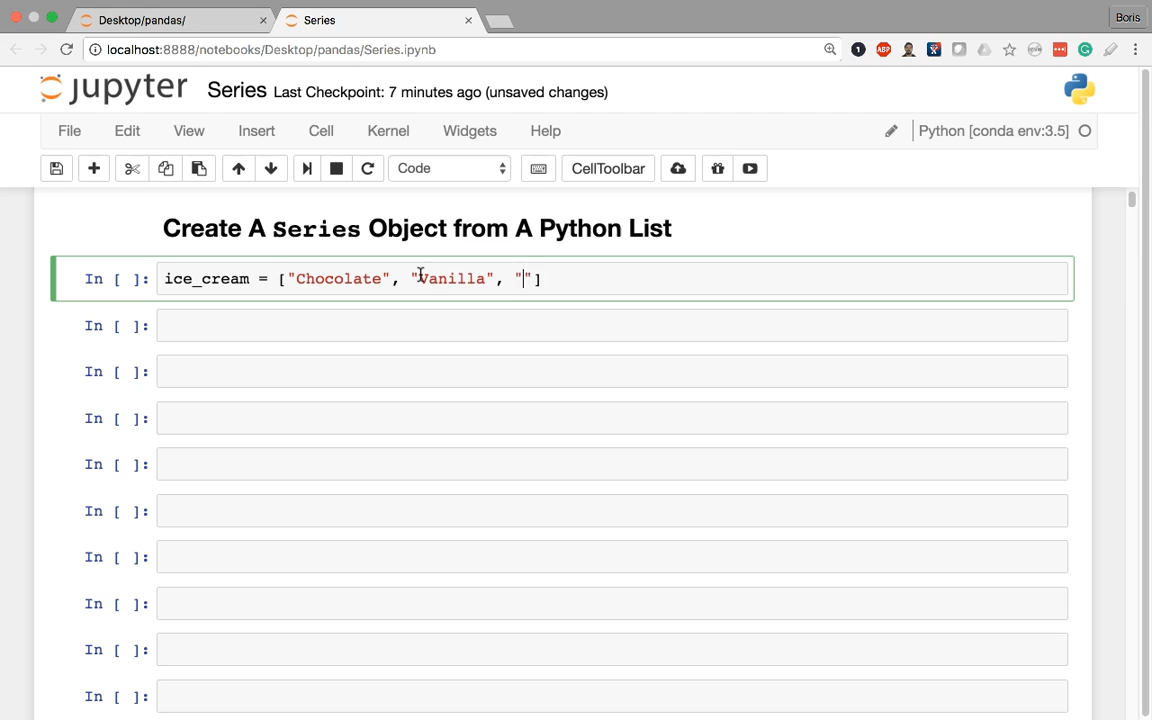 Desktop/pandas/
Series
Boris
localhost:8888/notebooks/Desktop/pandas/Series.ipynb
1
ABP
jupyter
Series Last Checkpoint: 7 minutes ago (unsaved changes)
File Edit View Insert Cell Kernel Widgets Help
Python [conda env:3.5]
Code
CellToolbar
Create A Series Object from A Python List
In [ ]: ice_cream = ["Chocolate", "Vanilla", ""]
In [ ]:
In [ ]:
In [ ]:
In [ ]:
In [ ]:
In [ ]:
In [ ]:
In [ ]:
In [ ]: